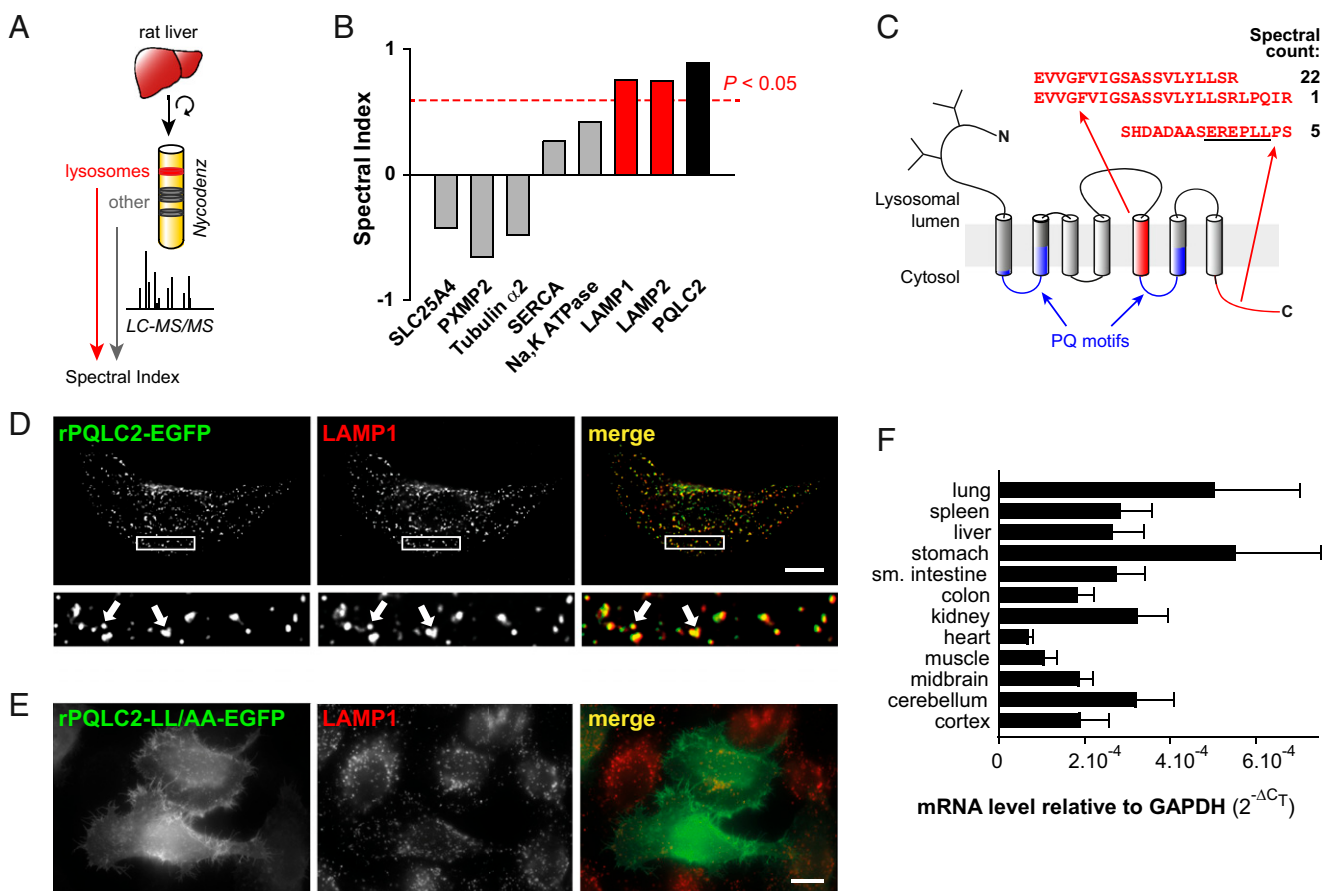 A
rat liver
lysosomes
other
Nycodenz
LC-MS/MS
Spectral Index
B
Spectral Index
1
0
-1
P < 0.05
SLC25A4
PXMP2
Tubulin α2
SERCA
Na,K ATPase
LAMP1
LAMP2
PQLC2
C
Spectral
count:
EVVGFVIGSASSVLYLLSR 22
EVVGFVIGSASSVLYLLSRLPQIR 1
SHDADAASEREPLLPS 5
N
Lysosomal
lumen
Cytosol
C
PQ motifs
D
rPQLC2-EGFP
LAMP1
merge
E
rPQLC2-LL/AA-EGFP
LAMP1
merge
F
lung
spleen
liver
stomach
sm. intestine
colon
kidney
heart
muscle
midbrain
cerebellum
cortex
0 2.10⁻⁴ 4.10⁻⁴ 6.10⁻⁴
mRNA level relative to GAPDH (2^-ΔC_T)